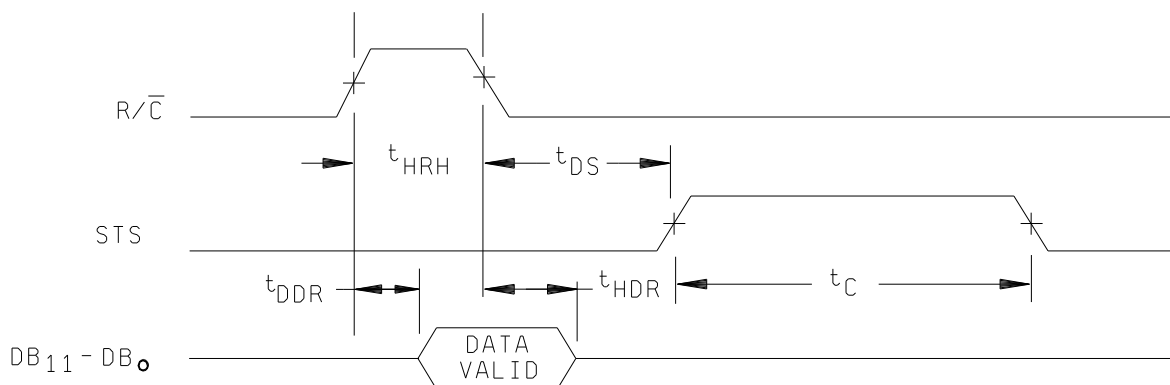 R/C̅
tHRH
tDS
STS
tDDR
tHDR
tC
DB11-DB0
DATA
VALID